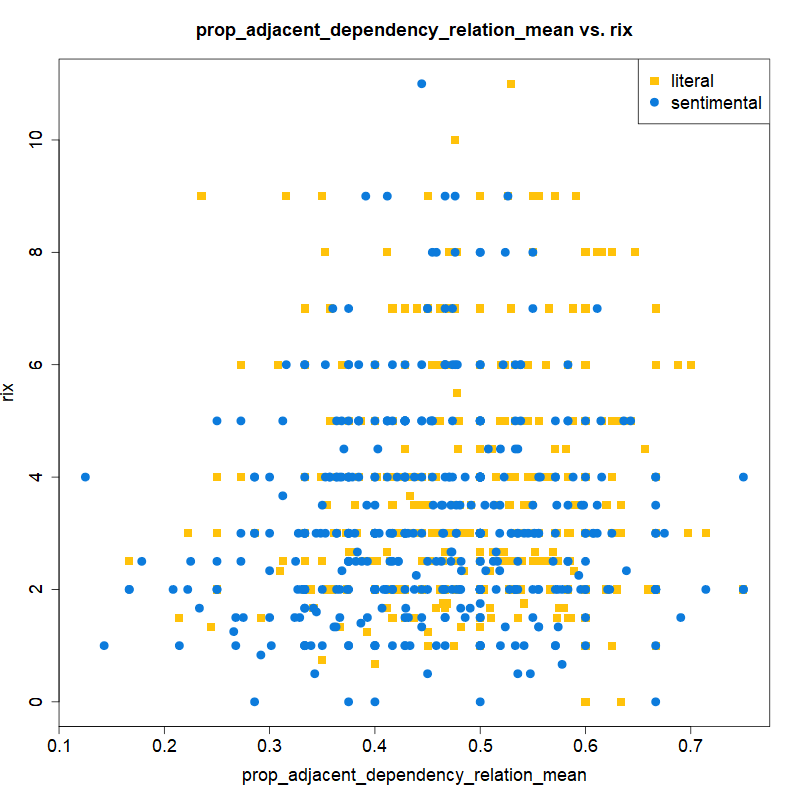 prop_adjacent_dependency_relation_mean vs. rix
literal
sentimental
10
8
6
4
2
0
rix
0.1 0.2 0.3 0.4 0.5 0.6 0.7
prop_adjacent_dependency_relation_mean